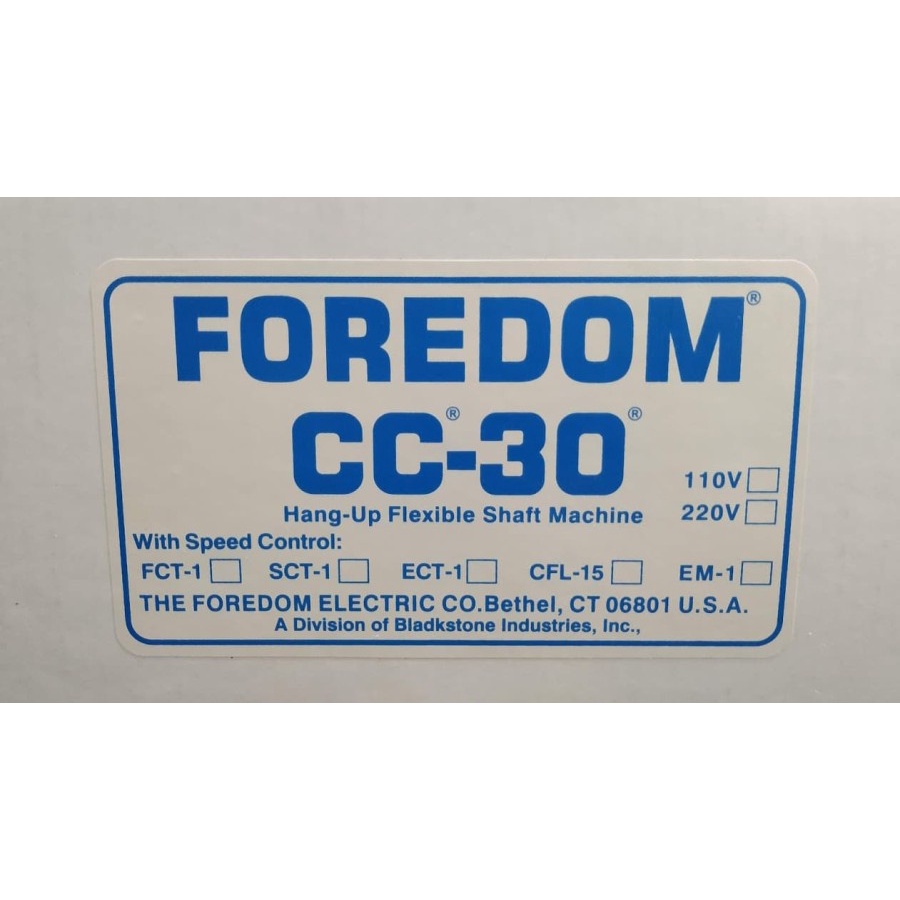 FOREDOM®
CC®-30®
Hang-Up Flexible Shaft Machine
110V
220V
With Speed Control:
FCT-1 SCT-1 ECT-1 CFL-15 EM-1
THE FOREDOM ELECTRIC CO.Bethel, CT 06801 U.S.A.
A Division of Bladkstone Industries, Inc.,